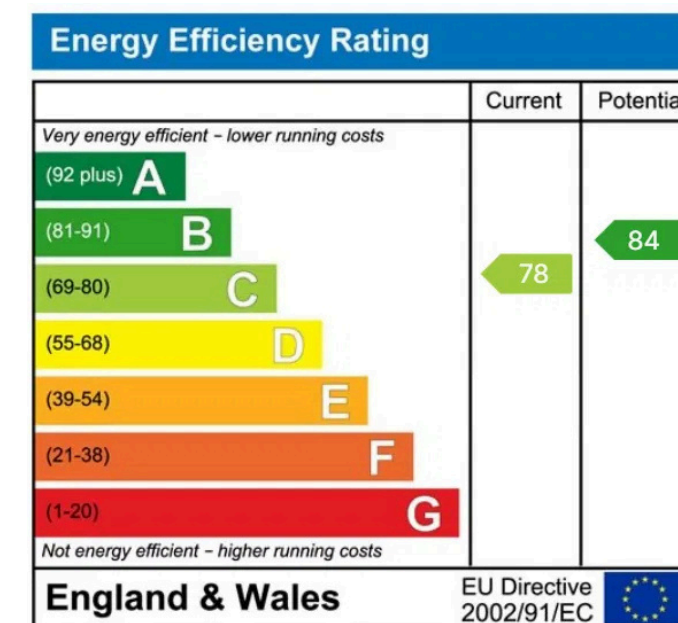 Energy Efficiency Rating
Current Potentia
Very energy efficient – lower running costs
(92 plus) A
(81-91) B
84
(69-80) C
78
(55-68) D
(39-54) E
(21-38) F
(1-20) G
Not energy efficient – higher running costs
England & Wales
EU Directive
2002/91/EC